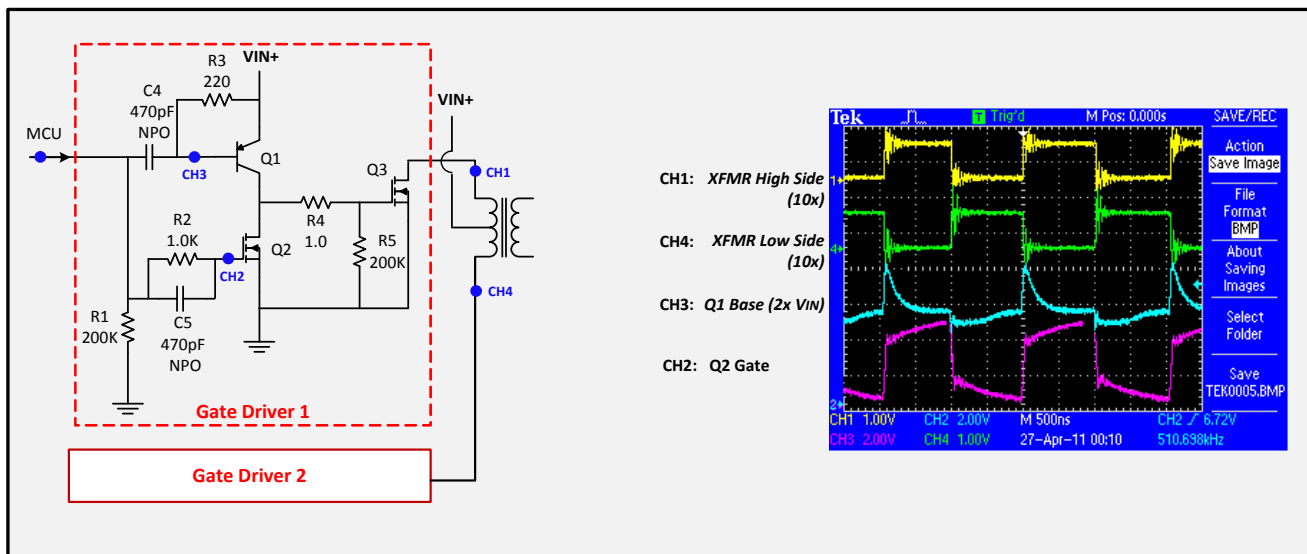 VIN+
R3
220
C4
470pF
NPO
MCU
CH3
Q1
VIN+
Q3
CH1
R2
1.0K
CH2
Q2
R4
1.0
R5
200K
CH4
R1
200K
C5
470pF
NPO
Gate Driver 1
Gate Driver 2
CH1: XFMR High Side
(10x)
CH4: XFMR Low Side
(10x)
CH3: Q1 Base (2x VIN)
CH2: Q2 Gate
Tek T Trig'd M Pos: 0.000s SAVE/REC
Action
Save Image
File
Format
BMP
About
Saving
Images
Select
Folder
Save
TEK0005.BMP
1
4
2
CH1 1.00V CH2 2.00V M 500ns CH2 6.72V
CH3 2.00V CH4 1.00V 27-Apr-11 00:10 510.698kHz